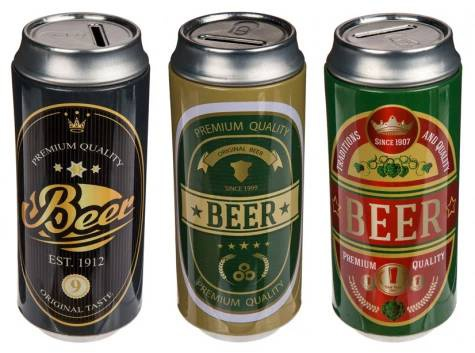 PREMIUM QUALITY
Beer
EST. 1912
9
ORIGINAL TASTE
PREMIUM QUALITY
ORIGINAL BEER
SINCE 1999
BEER
PREMIUM QUALITY
TRADITIONS AND QUALITY
SINCE 1907
BEER
PREMIUM QUALITY